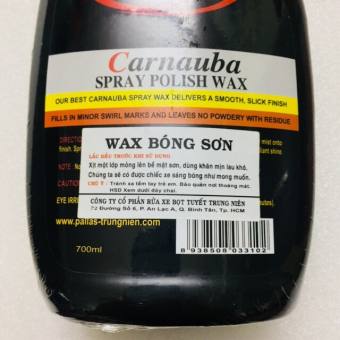 Carnauba
SPRAY POLISH WAX
OUR BEST CARNAUBA SPRAY WAX DELIVERS A SMOOTH, SLICK FINISH
FILLS IN MINOR SWIRL MARKS AND LEAVES NO POWDERY WITH RESIDUE
WAX BÓNG SƠN
LẮC ĐỀU TRƯỚC KHI SỬ DỤNG
Xịt một lớp mỏng lên bề mặt sơn, dùng khăn mịn lau khô.
Chúng ta sẽ có được chiếc xe sáng bóng như mong muốn.
CHÚ Ý : Tránh xa tầm tay trẻ em. Bảo quản nơi thoáng mát.
HSD Xem dưới đáy chai.
CÔNG TY CỔ PHẦN RỬA XE BỌT TUYẾT TRUNG NIÊN
72 Đường Số 6, P. An Lạc A, Q. Bình Tân, Tp. HCM
EYE
www.pallas-trungnien.com
700ml
8938508033102